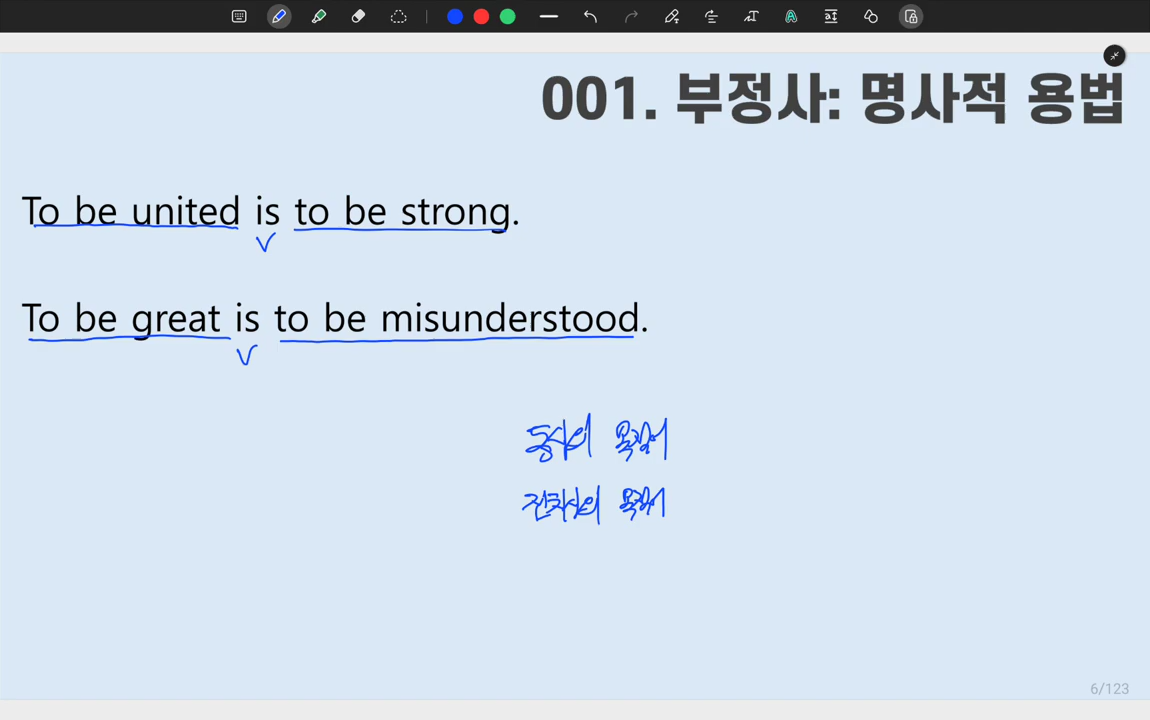 001. 부정사: 명사적 용법
To be united is to be strong.
V
To be great is to be misunderstood.
V
동사의 목적어
전치사의 목적어
6/123